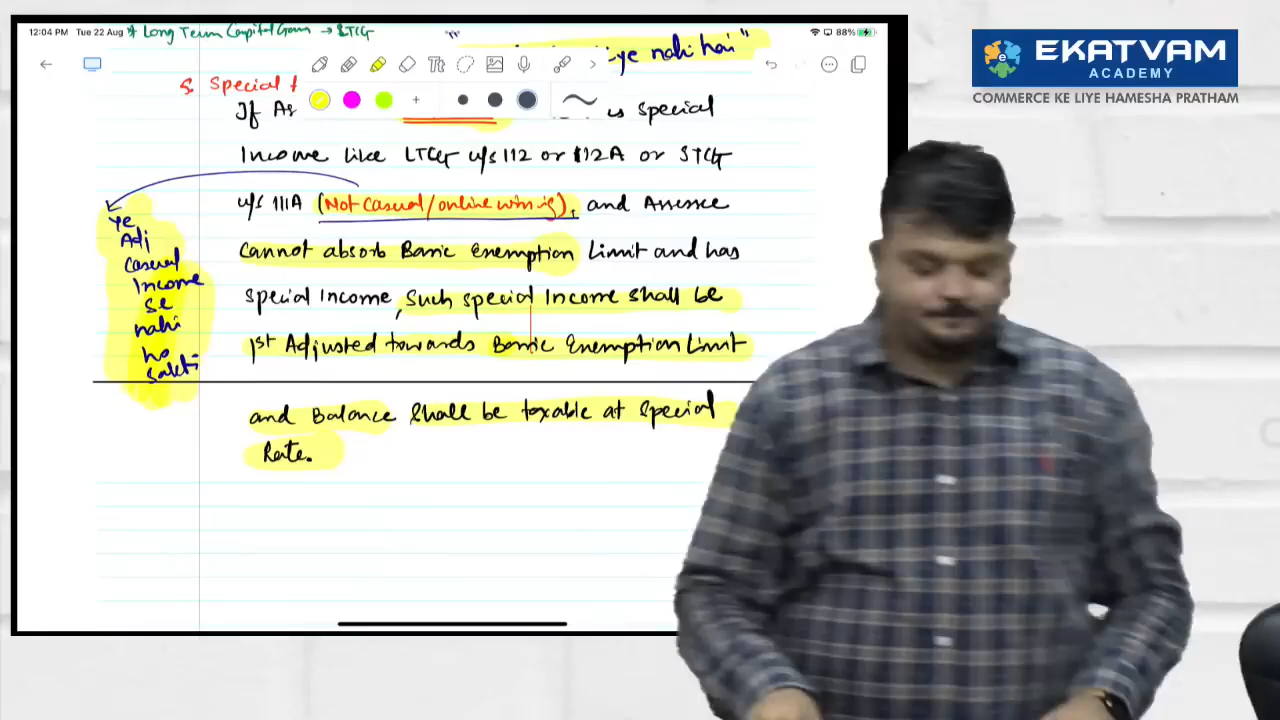 12:04 PM Tue 22 Aug * Long Term Capital Gain → LTCG
88%
ye nahi hai"
EKATVAM
ACADEMY
COMMERCE KE LIYE HAMESHA PRATHAM
Special
If As is special
Income like LTCG u/s 112 or 112A or STCG
u/s 111A (Not Casual/online winnig), and Assessee
Cannot absorb Basic Exemption Limit and has
special Income, Such special Income shall be
1st Adjusted towards Basic Exemption Limit
and Balance Shall be taxable at Special
Rate.
Ye
Adj
Casual
Income
se
nahi
ho
sakti